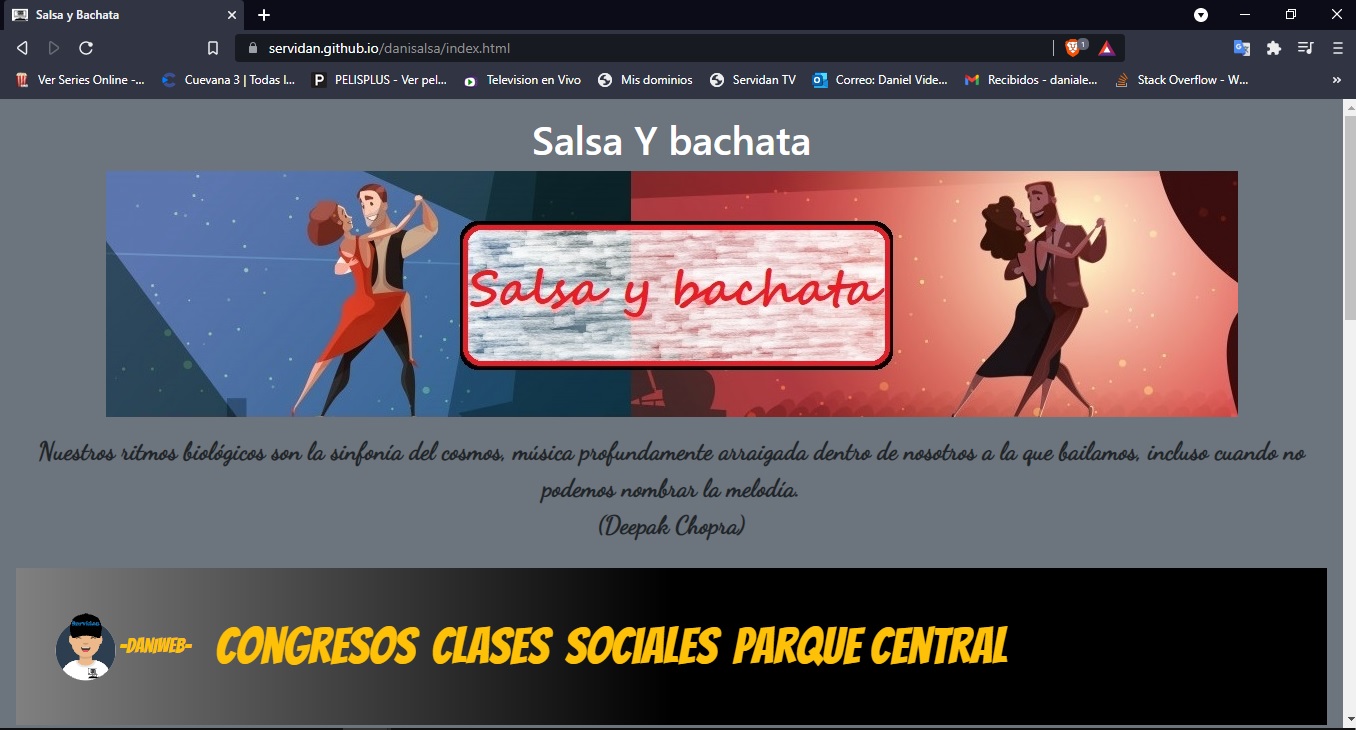 Salsa y Bachata
servidan.github.io/danisalsa/index.html
1
Ver Series Online -... Cuevana 3 | Todas l... PELISPLUS - Ver pel... Television en Vivo Mis dominios Servidan TV Correo: Daniel Vide... Recibidos - daniale... Stack Overflow - W... »
Salsa Y bachata
Salsa y bachata
Nuestros ritmos biológicos son la sinfonía del cosmos, música profundamente arraigada dentro de nosotros a la que bailamos, incluso cuando no
podemos nombrar la melodía.
(Deepak Chopra)
Servidan
-DANIWEB- CONGRESOS CLASES SOCIALES PARQUE CENTRAL